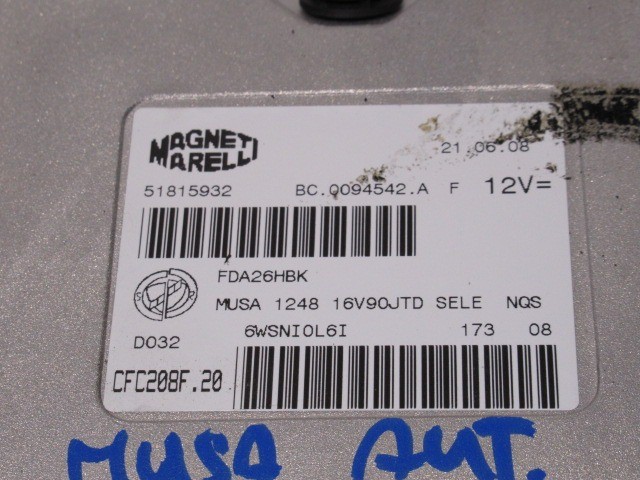 MAGNETI MARELLI
21.06.08
51815932 BC.0094542.A F 12V=
FDA26HBK
MUSA 1248 16V90JTD SELE NQS
D032 6WSNI0L6I 173 08
CFC208F.20
MUSA AUT.